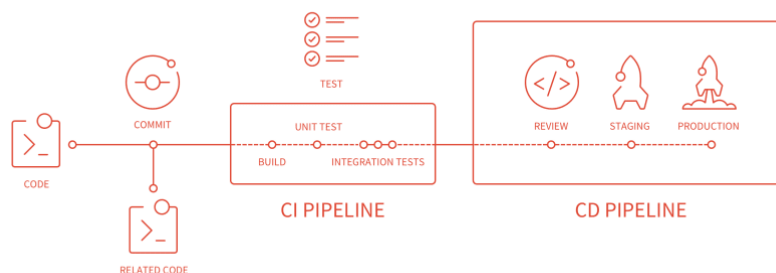 TEST
COMMIT
UNIT TEST
REVIEW
STAGING
PRODUCTION
BUILD
INTEGRATION TESTS
CODE
CI PIPELINE
CD PIPELINE
RELATED CODE